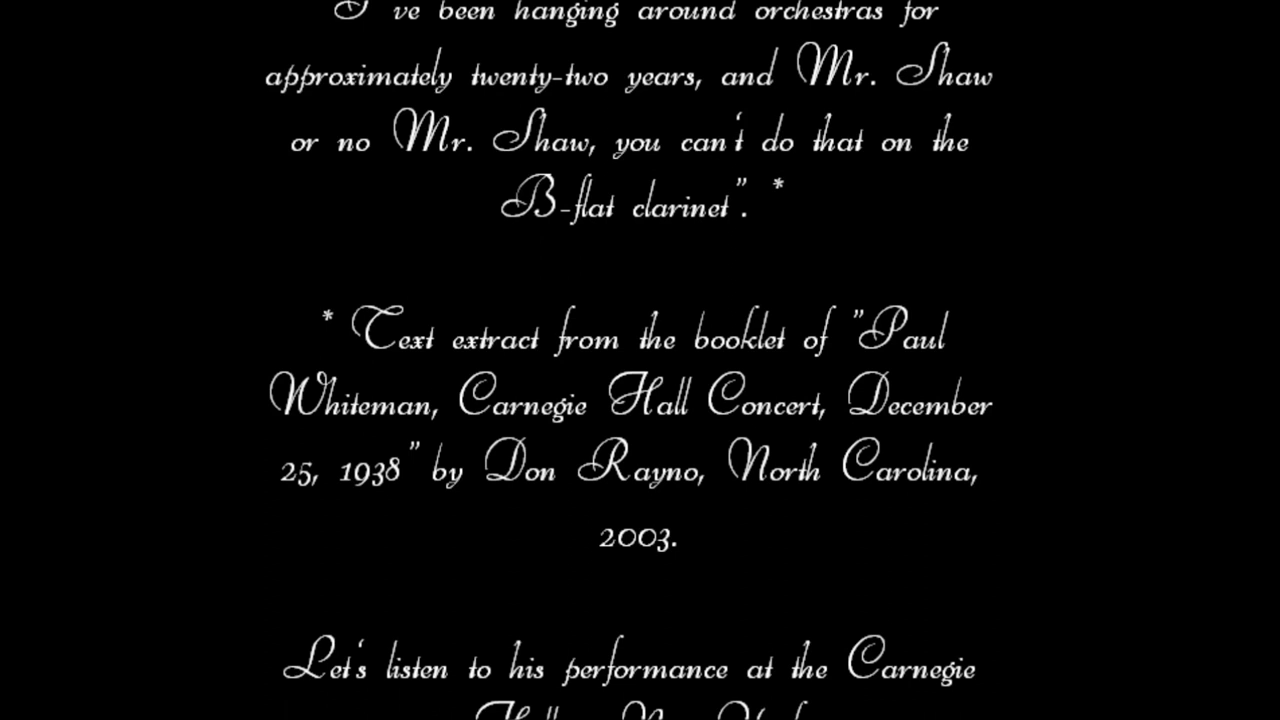 I've been hanging around orchestras for
approximately twenty-two years, and Mr. Shaw
or no Mr. Shaw, you can't do that on the
B-flat clarinet". *
* Text extract from the booklet of "Paul
Whiteman, Carnegie Hall Concert, December
25, 1938" by Don Rayno, North Carolina,
2003.
Let's listen to his performance at the Carnegie